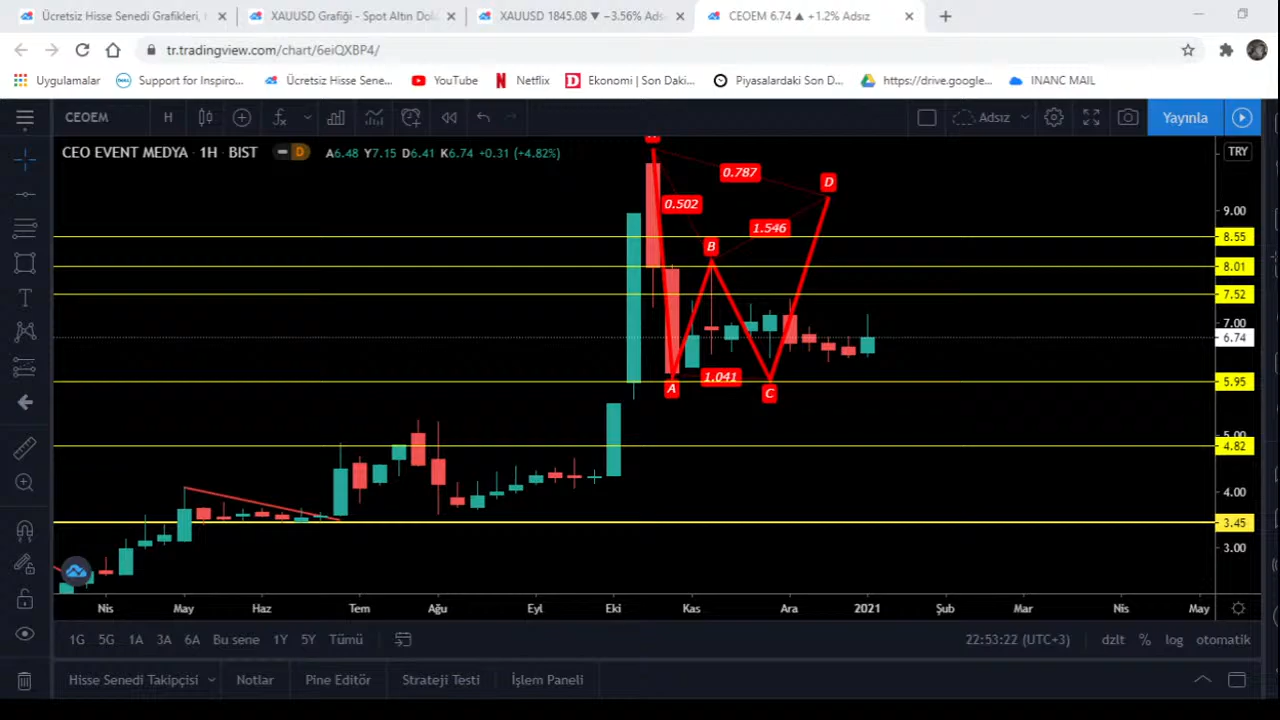 Ücretsiz Hisse Senedi Grafikleri,
XAUUSD Grafiği - Spot Altın Dol
XAUUSD 1845.08 ▼ −3.56% Ads
CEOEM 6.74 ▲ +1.2% Adsız
tr.tradingview.com/chart/6eiQXBP4/
Uygulamalar
Support for Inspiro...
Ücretsiz Hisse Sene...
YouTube
Netflix
Ekonomi | Son Daki...
Piyasalardaki Son D...
https://drive.google...
INANC MAIL
CEOEM
H
Adsız
Yayınla
CEO EVENT MEDYA · 1H · BIST
D
A6.48 Y7.15 D6.41 K6.74 +0.31 (+4.82%)
TRY
0.787
D
0.502
9.00
1.546
B
8.55
8.01
7.52
7.00
6.74
1.041
5.95
A
C
5.00
4.82
4.00
3.45
3.00
Nis
May
Haz
Tem
Ağu
Eyl
Eki
Kas
Ara
2021
Şub
Mar
Nis
May
1G
5G
1A
3A
6A
Bu sene
1Y
5Y
Tümü
22:53:22 (UTC+3)
dzlt
%
log
otomatik
Hisse Senedi Takipçisi
Notlar
Pine Editör
Strateji Testi
İşlem Paneli